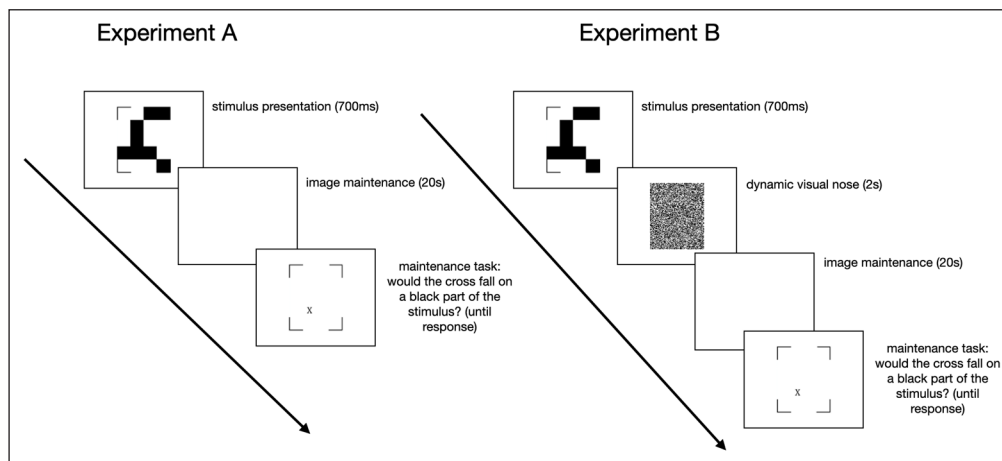 Experiment A
stimulus presentation (700ms)
image maintenance (20s)
maintenance task:
would the cross fall on
a black part of the
stimulus? (until
response)
X
Experiment B
stimulus presentation (700ms)
dynamic visual nose (2s)
image maintenance (20s)
maintenance task:
would the cross fall on
a black part of the
stimulus? (until
response)
X